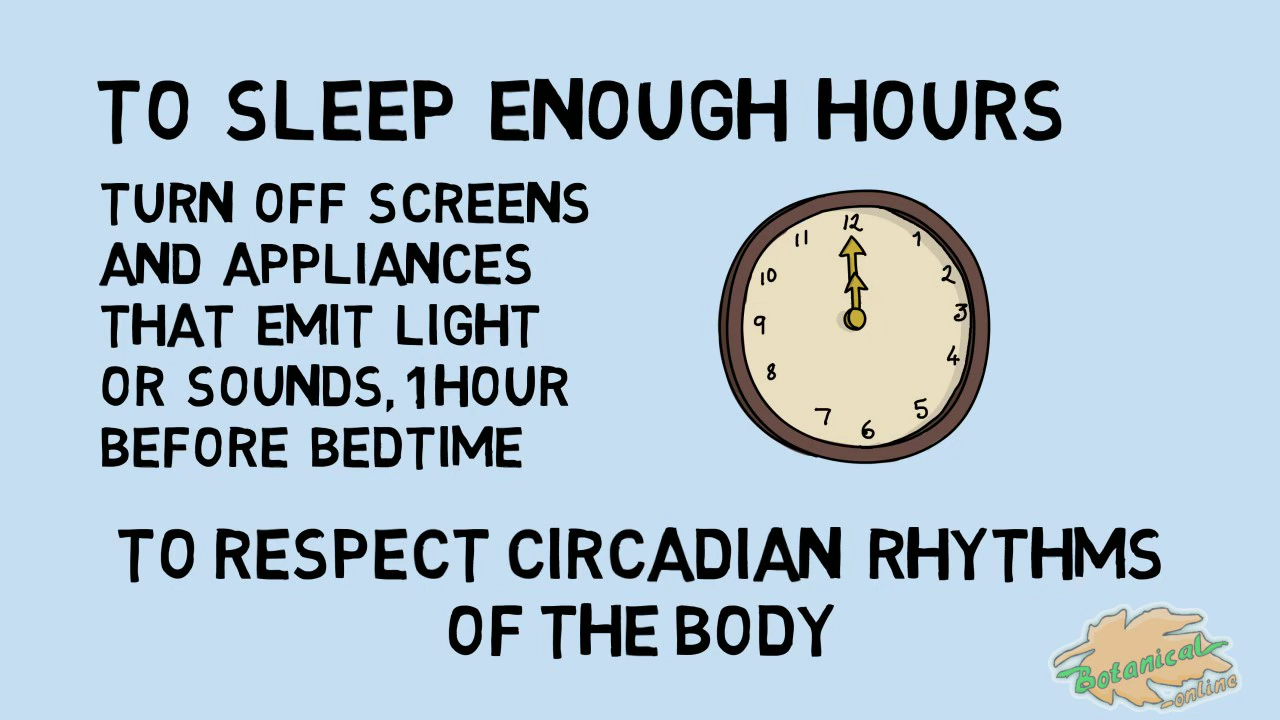 TO SLEEP ENOUGH HOURS
TURN OFF SCREENS
AND APPLIANCES
THAT EMIT LIGHT
OR SOUNDS, 1HOUR
BEFORE BEDTIME
12
1
2
3
4
5
6
7
8
9
10
11
TO RESPECT CIRCADIAN RHYTHMS
OF THE BODY
Botanical
-online